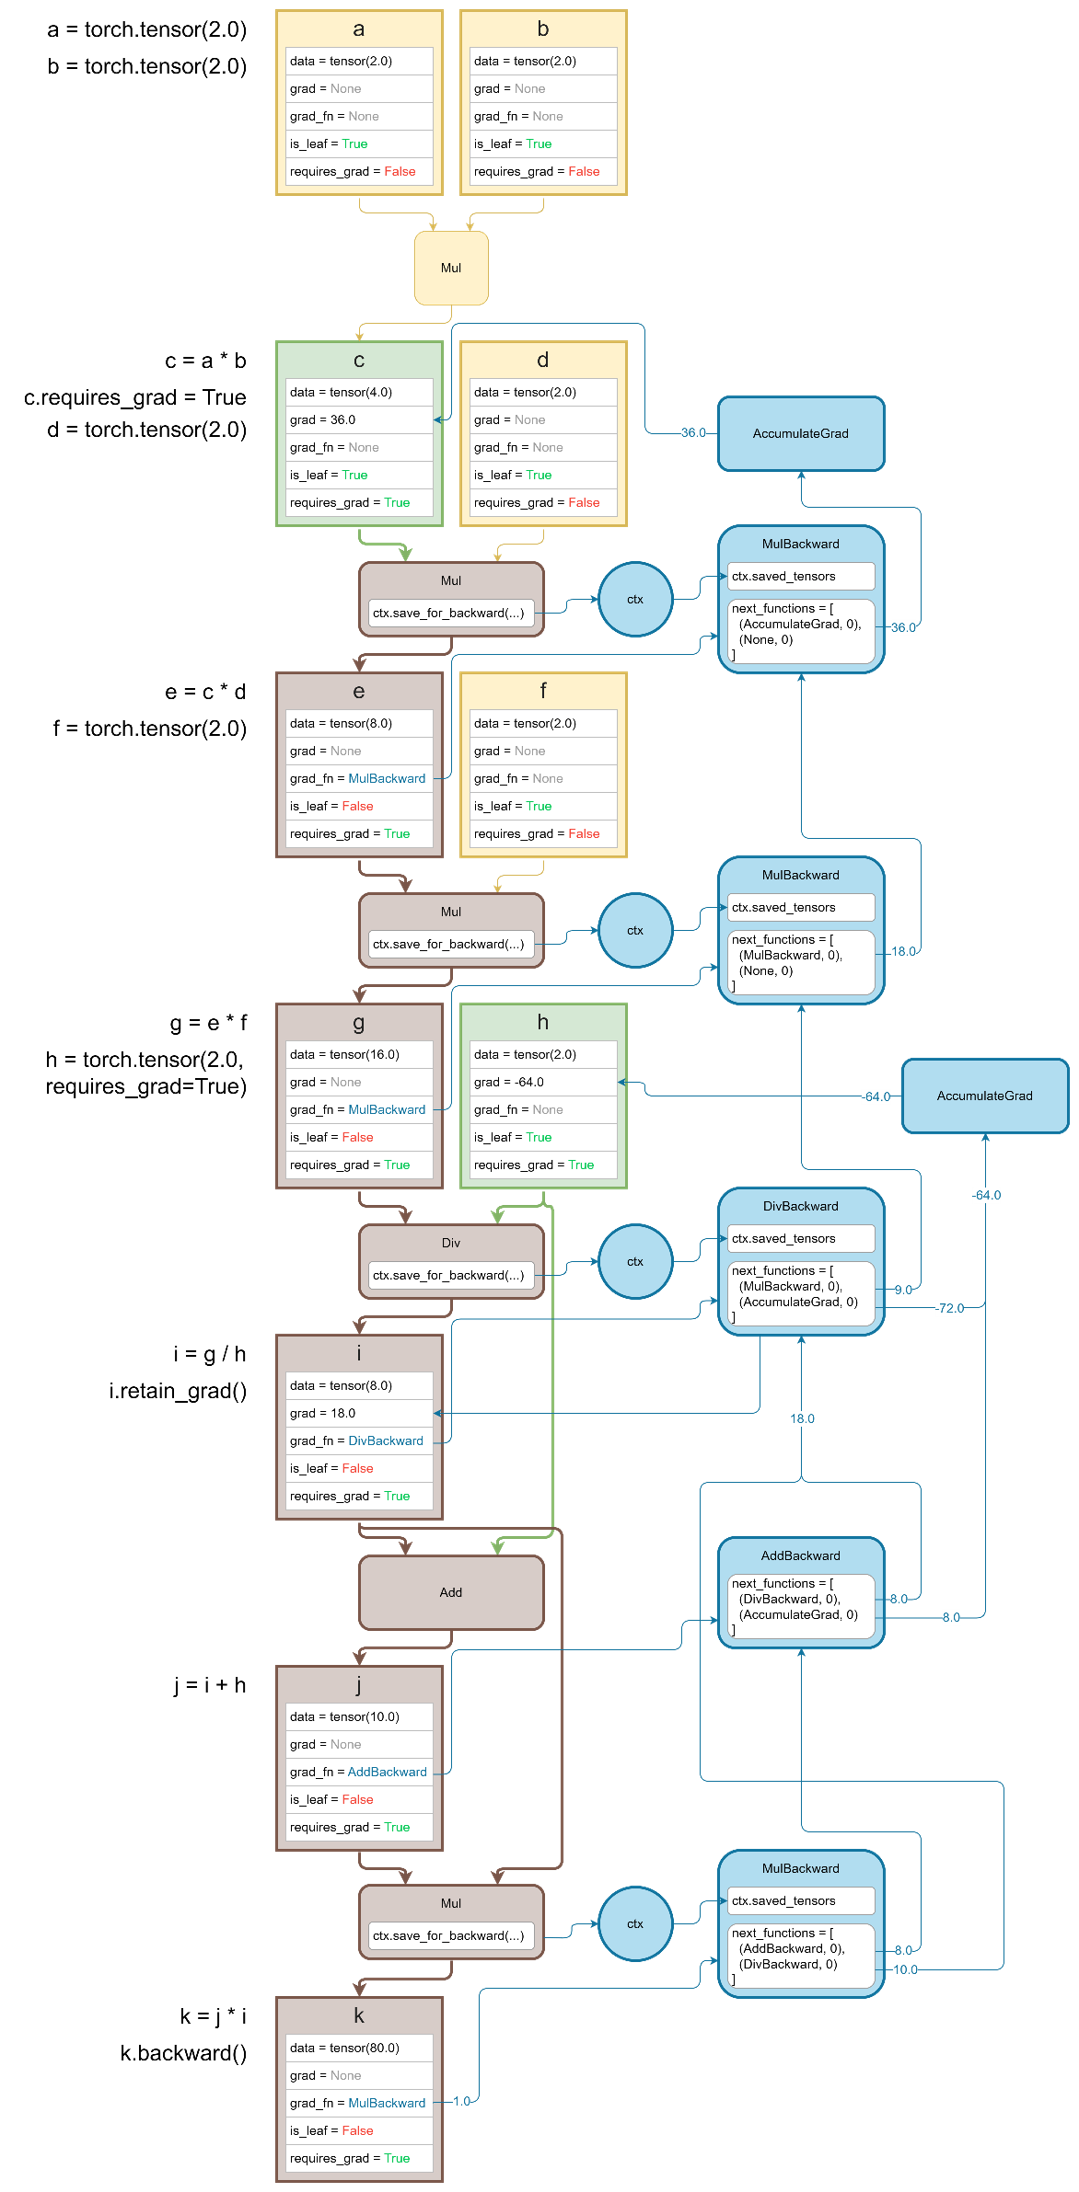 a = torch.tensor(2.0)
b = torch.tensor(2.0)
a
data = tensor(2.0)
grad = None
grad_fn = None
is_leaf = True
requires_grad = False
b
data = tensor(2.0)
grad = None
grad_fn = None
is_leaf = True
requires_grad = False
Mul
c = a * b
c.requires_grad = True
d = torch.tensor(2.0)
c
data = tensor(4.0)
grad = 36.0
grad_fn = None
is_leaf = True
requires_grad = True
d
data = tensor(2.0)
grad = None
grad_fn = None
is_leaf = True
requires_grad = False
36.0
AccumulateGrad
Mul
ctx.save_for_backward(...)
ctx
MulBackward
ctx.saved_tensors
next_functions = [
(AccumulateGrad, 0),
(None, 0)
]
36.0
e = c * d
f = torch.tensor(2.0)
e
data = tensor(8.0)
grad = None
grad_fn = MulBackward
is_leaf = False
requires_grad = True
f
data = tensor(2.0)
grad = None
grad_fn = None
is_leaf = True
requires_grad = False
Mul
ctx.save_for_backward(...)
ctx
MulBackward
ctx.saved_tensors
next_functions = [
(MulBackward, 0),
(None, 0)
]
18.0
g = e * f
h = torch.tensor(2.0,
requires_grad=True)
g
data = tensor(16.0)
grad = None
grad_fn = MulBackward
is_leaf = False
requires_grad = True
h
data = tensor(2.0)
grad = -64.0
grad_fn = None
is_leaf = True
requires_grad = True
-64.0
AccumulateGrad
-64.0
Div
ctx.save_for_backward(...)
ctx
DivBackward
ctx.saved_tensors
next_functions = [
(MulBackward, 0),
(AccumulateGrad, 0)
]
9.0
-72.0
i = g / h
i.retain_grad()
i
data = tensor(8.0)
grad = 18.0
grad_fn = DivBackward
is_leaf = False
requires_grad = True
18.0
Add
AddBackward
next_functions = [
(DivBackward, 0),
(AccumulateGrad, 0)
]
8.0
8.0
j = i + h
j
data = tensor(10.0)
grad = None
grad_fn = AddBackward
is_leaf = False
requires_grad = True
Mul
ctx.save_for_backward(...)
ctx
MulBackward
ctx.saved_tensors
next_functions = [
(AddBackward, 0),
(DivBackward, 0)
]
8.0
10.0
k = j * i
k.backward()
k
data = tensor(80.0)
grad = None
grad_fn = MulBackward
is_leaf = False
requires_grad = True
1.0